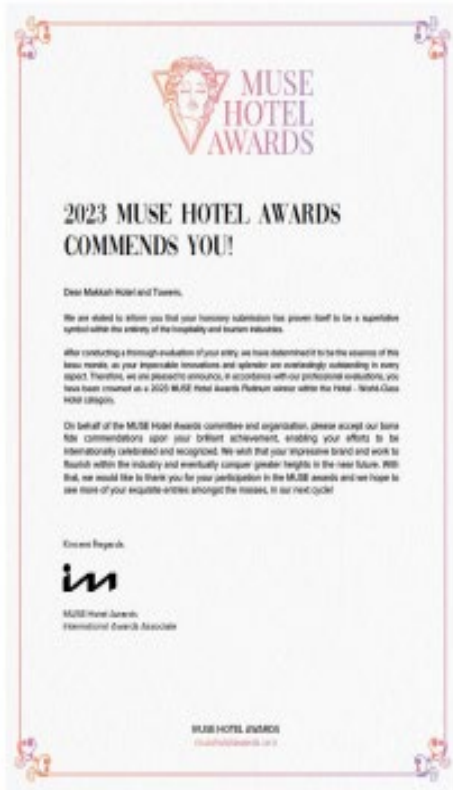 MUSE
HOTEL
AWARDS
2023 MUSE HOTEL AWARDS
COMMENDS YOU!
Dear Makkah Hotel and Towers,
We are elated to inform you that your honorary submission has proven itself to be a superlative
symbol within the entirety of the hospitality and tourism industries.
After conducting a thorough evaluation of your entry, we have determined it to be the essence of this
beau monde, as your impeccable innovations and splendor are everlastingly outstanding in every
aspect. Therefore, we are pleased to announce, in accordance with our professional evaluations, you
have been crowned as a 2023 MUSE Hotel Awards Platinum winner within the Hotel - World-Class
Hotel category.
On behalf of the MUSE Hotel Awards committee and organization, please accept our bona
fide commendations upon your brilliant achievement, enabling your efforts to be
internationally celebrated and recognized. We wish that your impressive brand and work to
flourish within the industry and eventually conquer greater heights in the near future. With
that, we would like to thank you for your participation in the MUSE awards and we hope to
see more of your exquisite entries amongst the masses, in our next cycle!
Kindest Regards,
MUSE Hotel Awards
International Awards Associate
MUSE HOTEL AWARDS